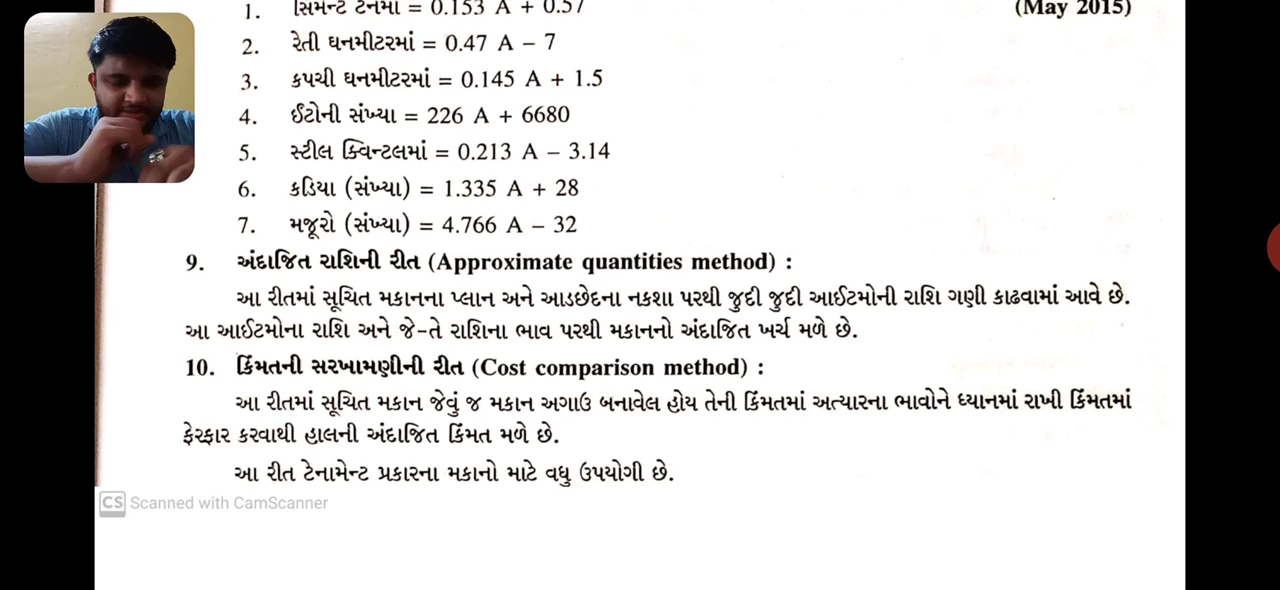 1. સિમેન્ટ ટનમાં = 0.153 A + 0.57 (May 2015)
2. રેતી ઘનમીટરમાં = 0.47 A – 7
3. કપચી ઘનમીટરમાં = 0.145 A + 1.5
4. ઈંટોની સંખ્યા = 226 A + 6680
5. સ્ટીલ ક્વિન્ટલમાં = 0.213 A – 3.14
6. કડિયા (સંખ્યા) = 1.335 A + 28
7. મજૂરો (સંખ્યા) = 4.766 A – 32
9. અંદાજિત રાશિની રીત (Approximate quantities method) :
આ રીતમાં સૂચિત મકાનના પ્લાન અને આડછેદના નકશા પરથી જુદી જુદી આઈટમોની રાશિ ગણી કાઢવામાં આવે છે.
આ આઈટમોના રાશિ અને જે-તે રાશિના ભાવ પરથી મકાનનો અંદાજિત ખર્ચ મળે છે.
10. કિંમતની સરખામણીની રીત (Cost comparison method) :
આ રીતમાં સૂચિત મકાન જેવું જ મકાન અગાઉ બનાવેલ હોય તેની કિંમતમાં અત્યારના ભાવોને ધ્યાનમાં રાખી કિંમતમાં
ફેરફાર કરવાથી હાલની અંદાજિત કિંમત મળે છે.
આ રીત ટેનામેન્ટ પ્રકારના મકાનો માટે વધુ ઉપયોગી છે.
CS Scanned with CamScanner